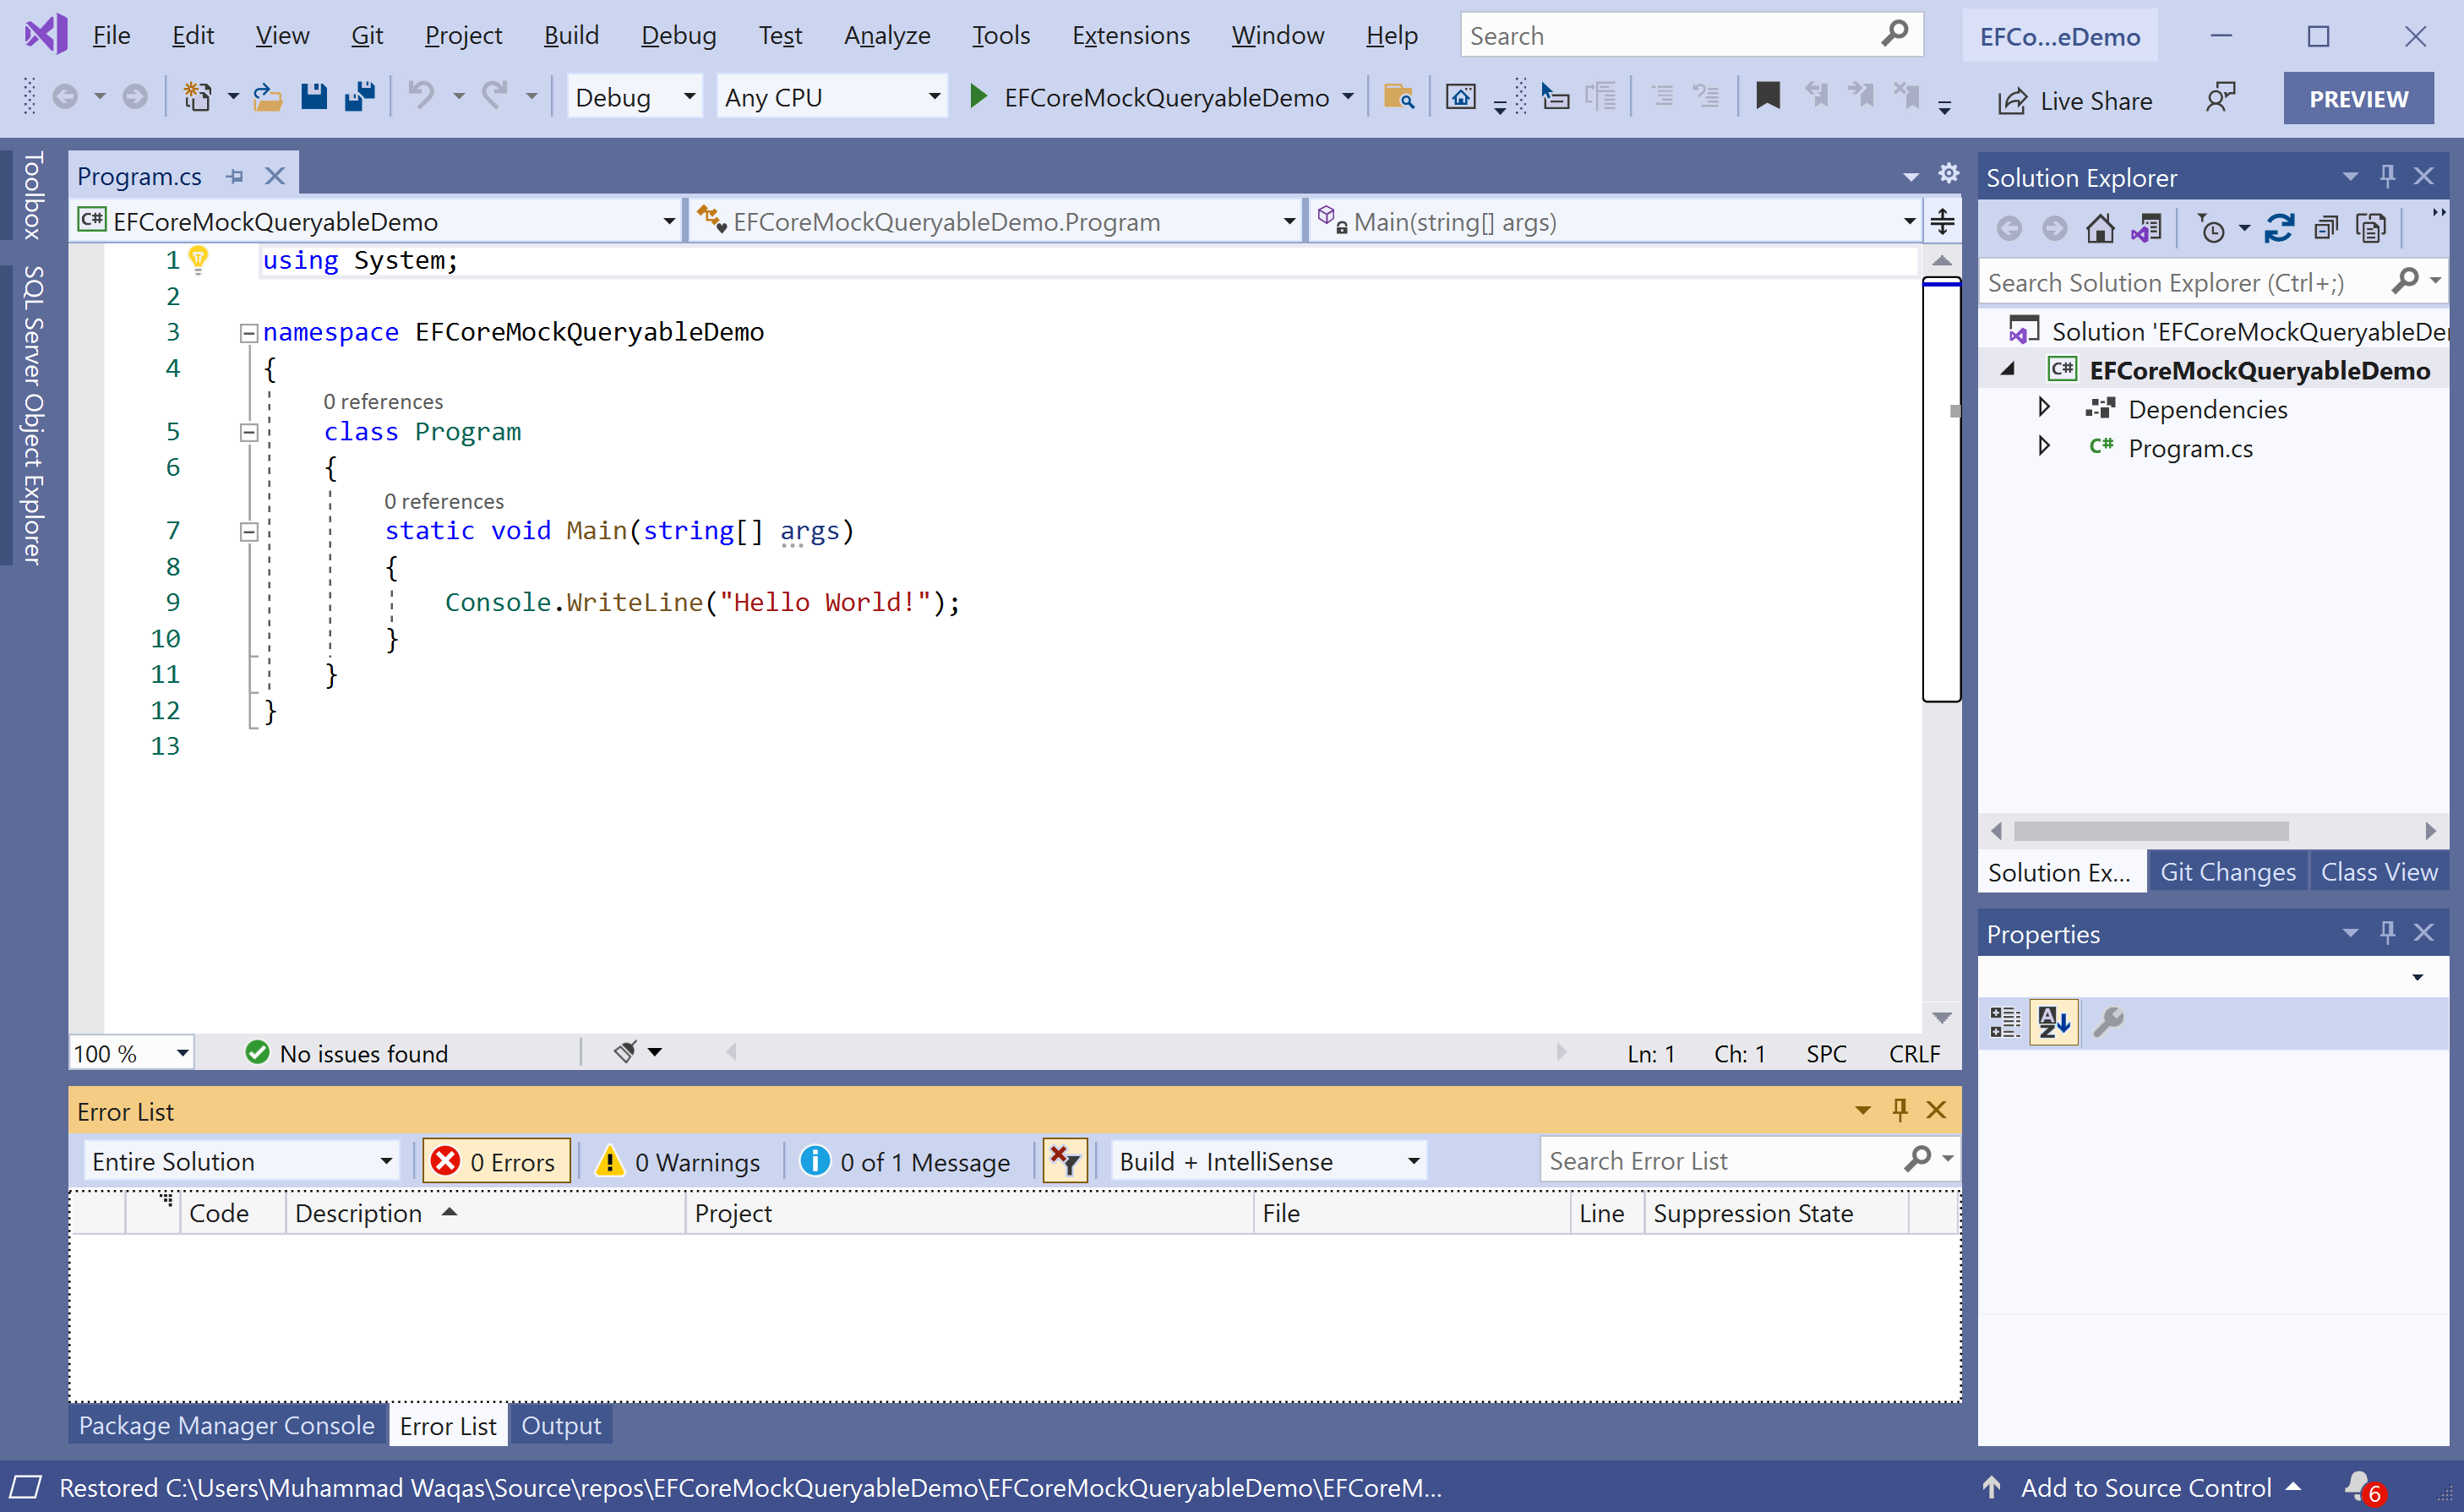 File Edit View Git Project Build Debug Test Analyze Tools Extensions Window Help Search EFCo...eDemo
Debug Any CPU EFCoreMockQueryableDemo Live Share PREVIEW
Toolbox
SQL Server Object Explorer
Program.cs
EFCoreMockQueryableDemo EFCoreMockQueryableDemo.Program Main(string[] args)
1 using System;
2
3 namespace EFCoreMockQueryableDemo
4 {
0 references
5 class Program
6 {
0 references
7 static void Main(string[] args)
8 {
9 Console.WriteLine("Hello World!");
10 }
11 }
12 }
13
100 % No issues found Ln: 1 Ch: 1 SPC CRLF
Error List
Entire Solution 0 Errors 0 Warnings 0 of 1 Message Build + IntelliSense Search Error List
Code Description Project File Line Suppression State
Package Manager Console Error List Output
Solution Explorer
Search Solution Explorer (Ctrl+;)
Solution 'EFCoreMockQueryableDe
C# EFCoreMockQueryableDemo
Dependencies
C# Program.cs
Solution Ex... Git Changes Class View
Properties
Restored C:\Users\Muhammad Waqas\Source\repos\EFCoreMockQueryableDemo\EFCoreMockQueryableDemo\EFCoreM... Add to Source Control 6